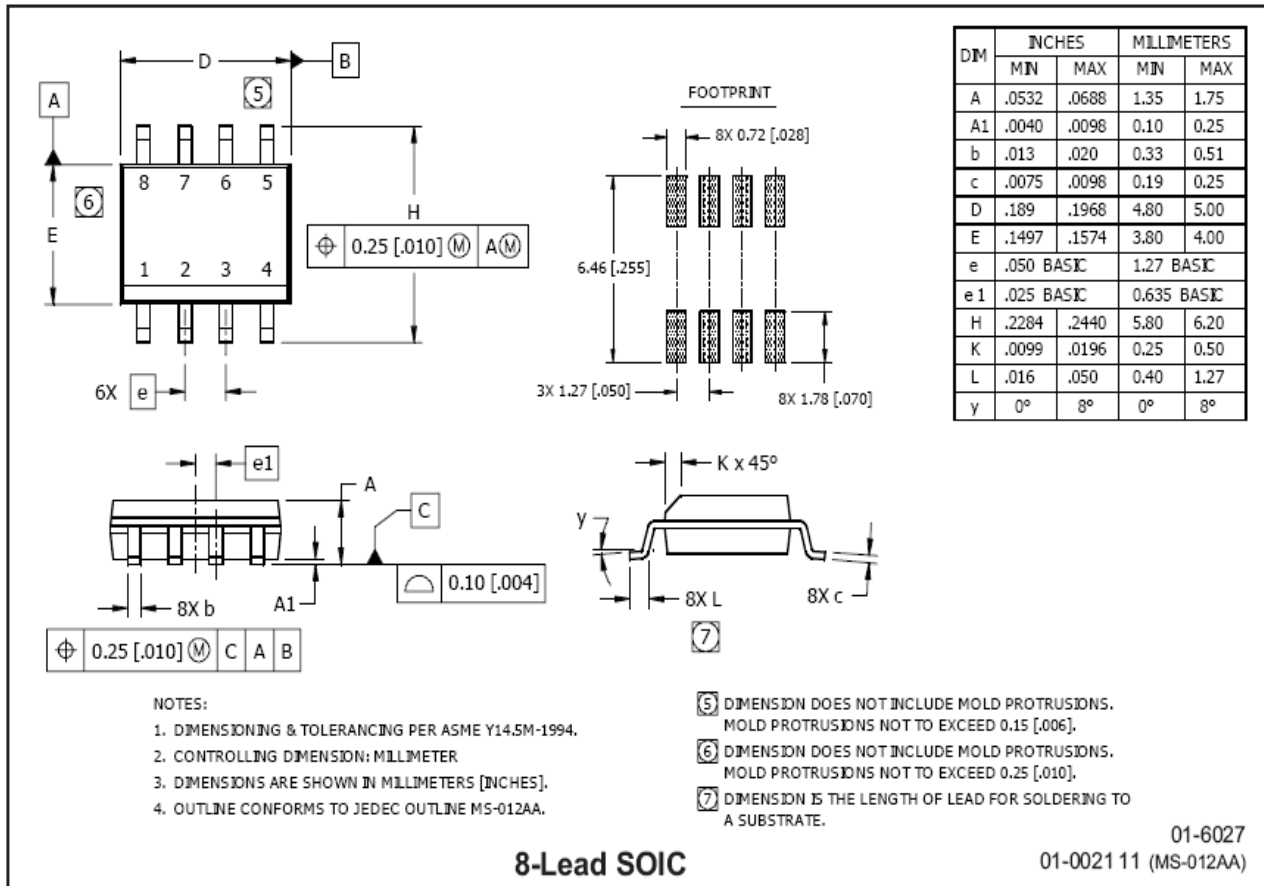 D
B
5
A
8 7 6 5
6
E
H
⌖ 0.25 [.010] Ⓜ A Ⓜ
1 2 3 4
6X e
FOOTPRINT
8X 0.72 [.028]
6.46 [.255]
3X 1.27 [.050]
8X 1.78 [.070]
DIM INCHES MILLIMETERS
MIN MAX MIN MAX
A .0532 .0688 1.35 1.75
A1 .0040 .0098 0.10 0.25
b .013 .020 0.33 0.51
c .0075 .0098 0.19 0.25
D .189 .1968 4.80 5.00
E .1497 .1574 3.80 4.00
e .050 BASIC 1.27 BASIC
e1 .025 BASIC 0.635 BASIC
H .2284 .2440 5.80 6.20
K .0099 .0196 0.25 0.50
L .016 .050 0.40 1.27
y 0° 8° 0° 8°
e1
A
C
0.10 [.004]
8X b
A1
⌖ 0.25 [.010] Ⓜ C A B
K x 45°
y
8X L
8X c
7
NOTES:
1. DIMENSIONING & TOLERANCING PER ASME Y14.5M-1994.
2. CONTROLLING DIMENSION: MILLIMETER
3. DIMENSIONS ARE SHOWN IN MILLIMETERS [INCHES].
4. OUTLINE CONFORMS TO JEDEC OUTLINE MS-012AA.
5 DIMENSION DOES NOT INCLUDE MOLD PROTRUSIONS.
MOLD PROTRUSIONS NOT TO EXCEED 0.15 [.006].
6 DIMENSION DOES NOT INCLUDE MOLD PROTRUSIONS.
MOLD PROTRUSIONS NOT TO EXCEED 0.25 [.010].
7 DIMENSION IS THE LENGTH OF LEAD FOR SOLDERING TO
A SUBSTRATE.
8-Lead SOIC
01-6027
01-0021 11 (MS-012AA)